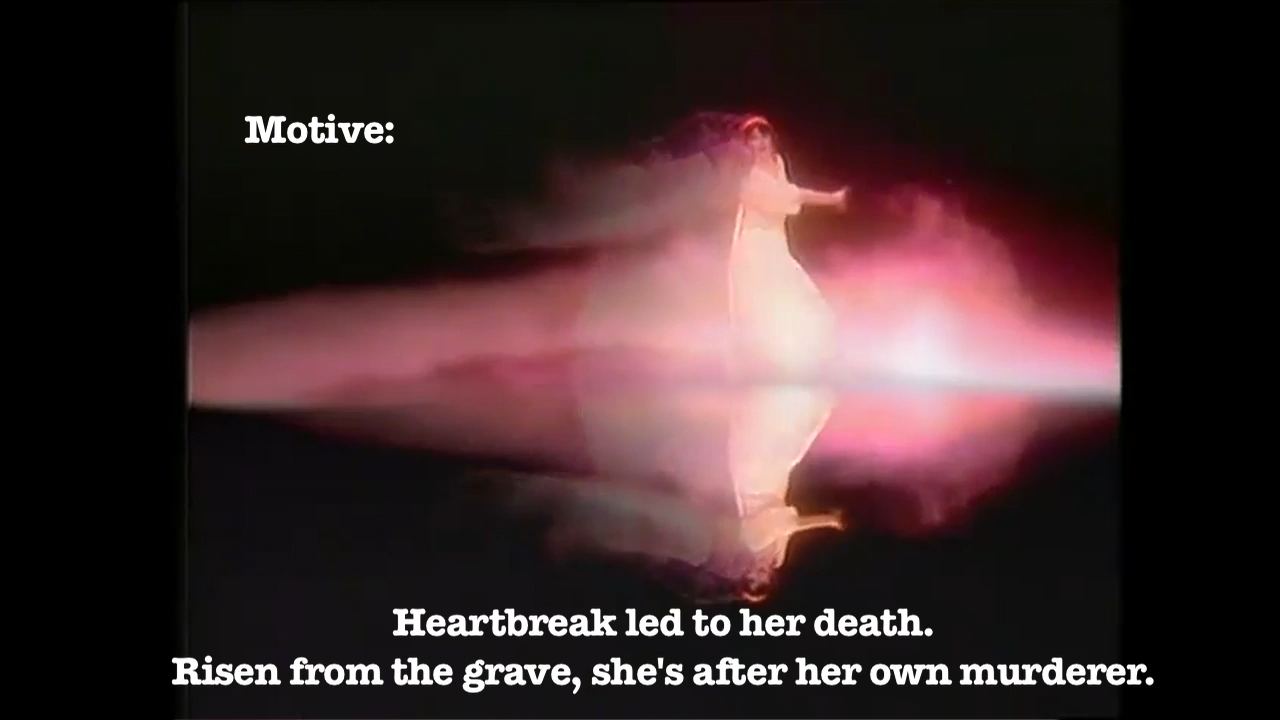 Motive:
Heartbreak led to her death.
Risen from the grave, she's after her own murderer.